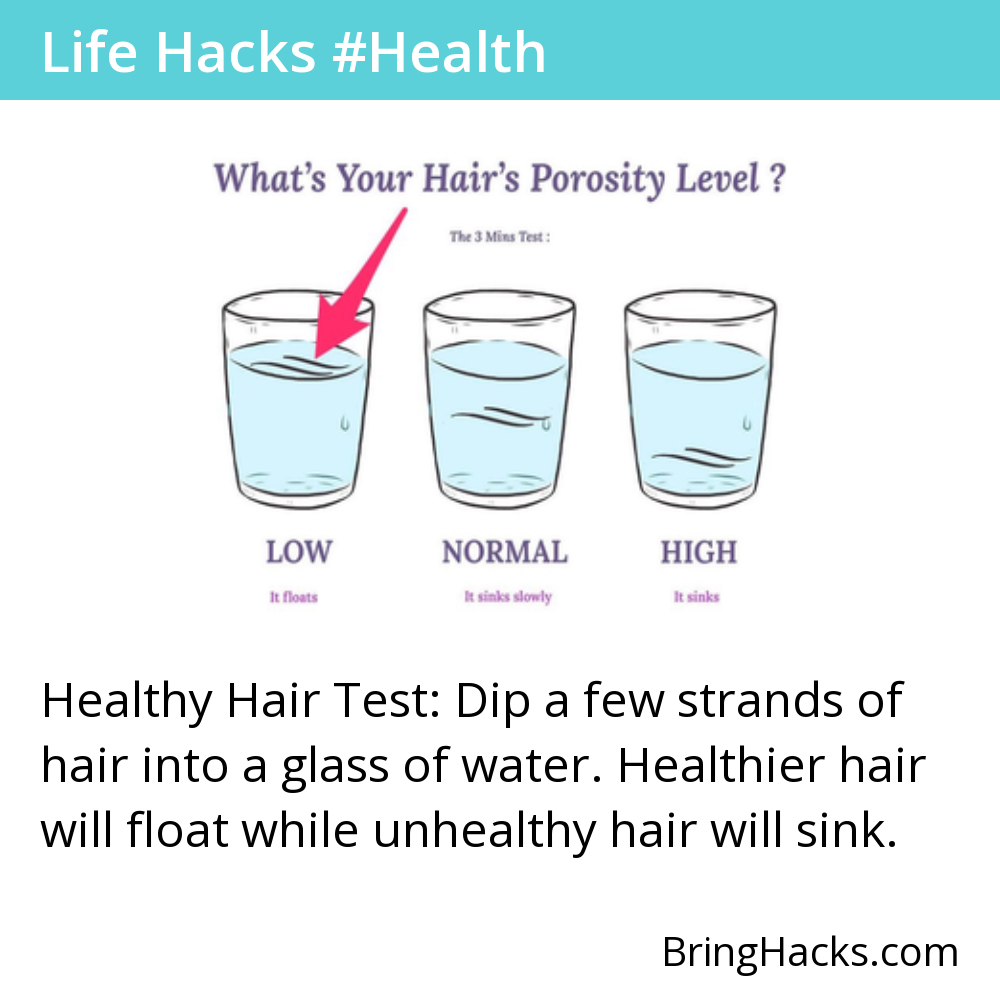 Life Hacks #Health
What's Your Hair's Porosity Level ?
The 3 Mins Test :
LOW NORMAL HIGH
It floats It sinks slowly It sinks
Healthy Hair Test: Dip a few strands of
hair into a glass of water. Healthier hair
will float while unhealthy hair will sink.
BringHacks.com